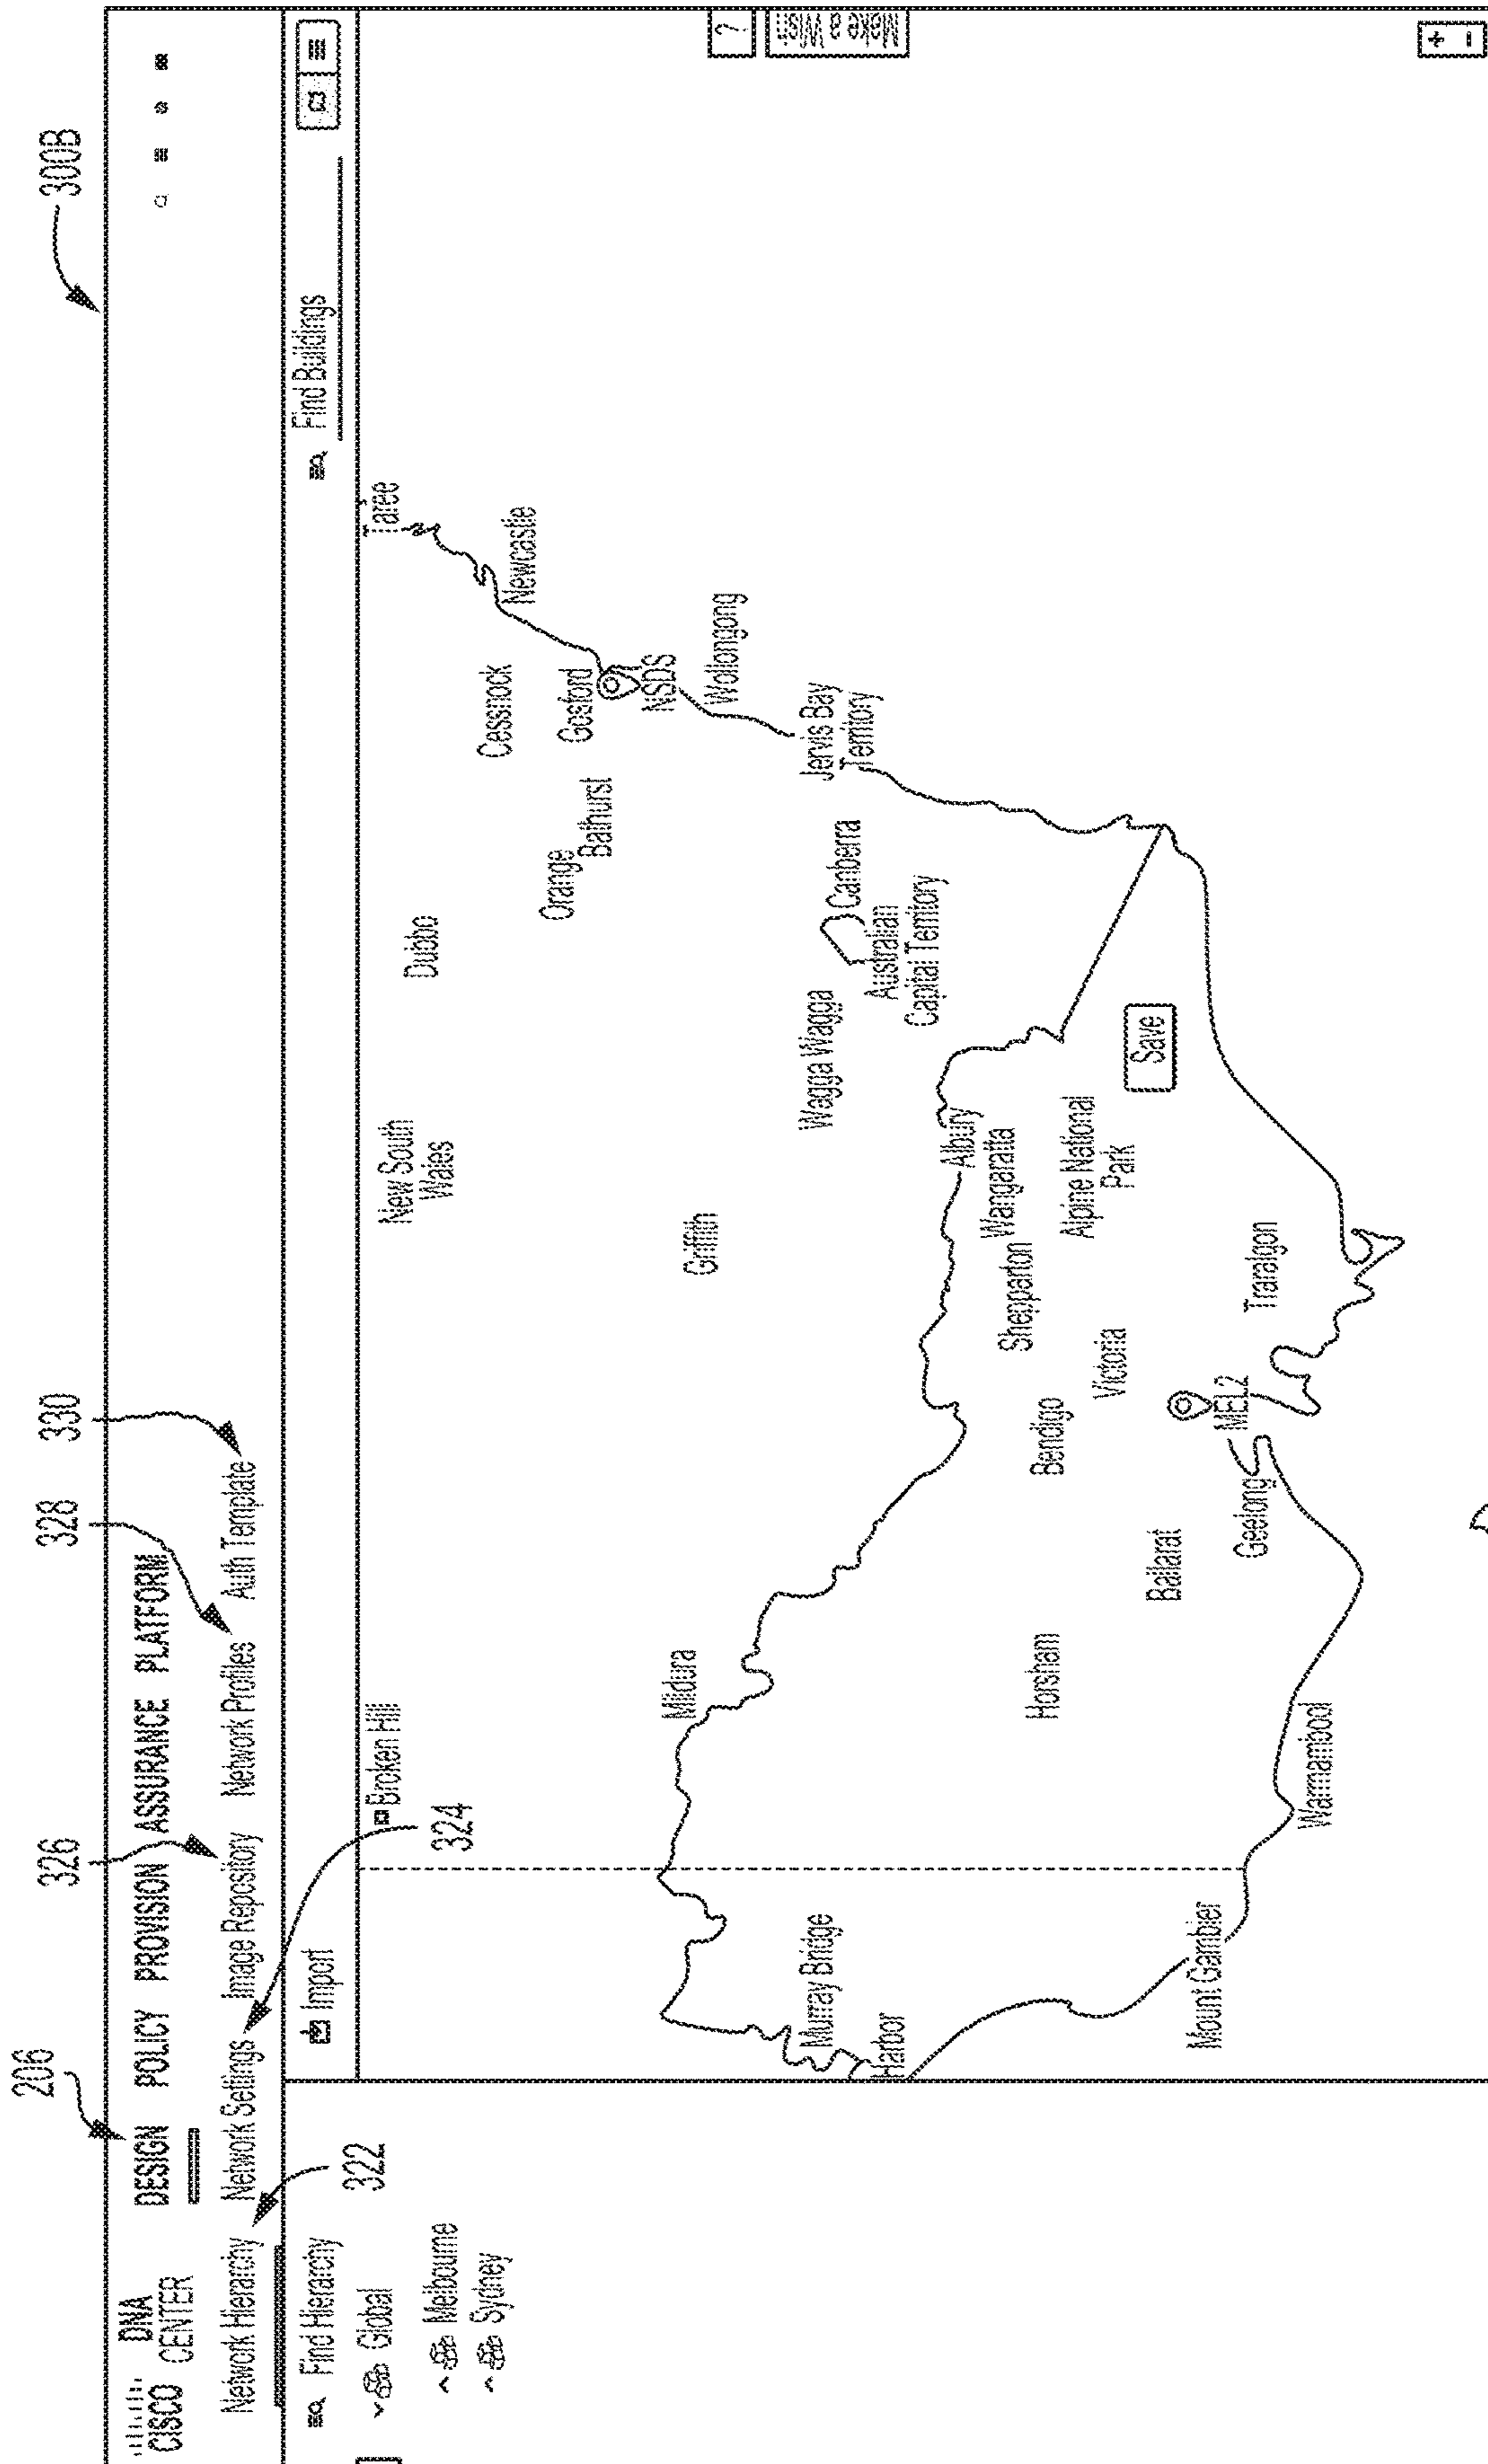 300B
206
326
328
330
CISCO DNA CENTER
DESIGN POLICY PROVISION ASSURANCE PLATFORM
Network Hierarchy Network Settings Image Repository Network Profiles Auth Template
322
324
Find Hierarchy
Import
Find Buildings
Global
Melbourne
Sydney
Broken Hill
New South
Wales
Dubbo
Taree
Cessnock
Newcastle
Orange
Bathurst
Gosford
NSDS
Wollongong
Mildura
Griffith
?
Make a Wish
Murray Bridge
Harbor
Wagga Wagga
Canberra
Australian
Capital Territory
Jervis Bay
Territory
Albury
Wangaratta
Shepparton
Bendigo
Horsham
Alpine National
Park
Victoria
Save
Ballarat
MEL2
Geelong
Traralgon
Mount Gambier
Warrnambool
+
-